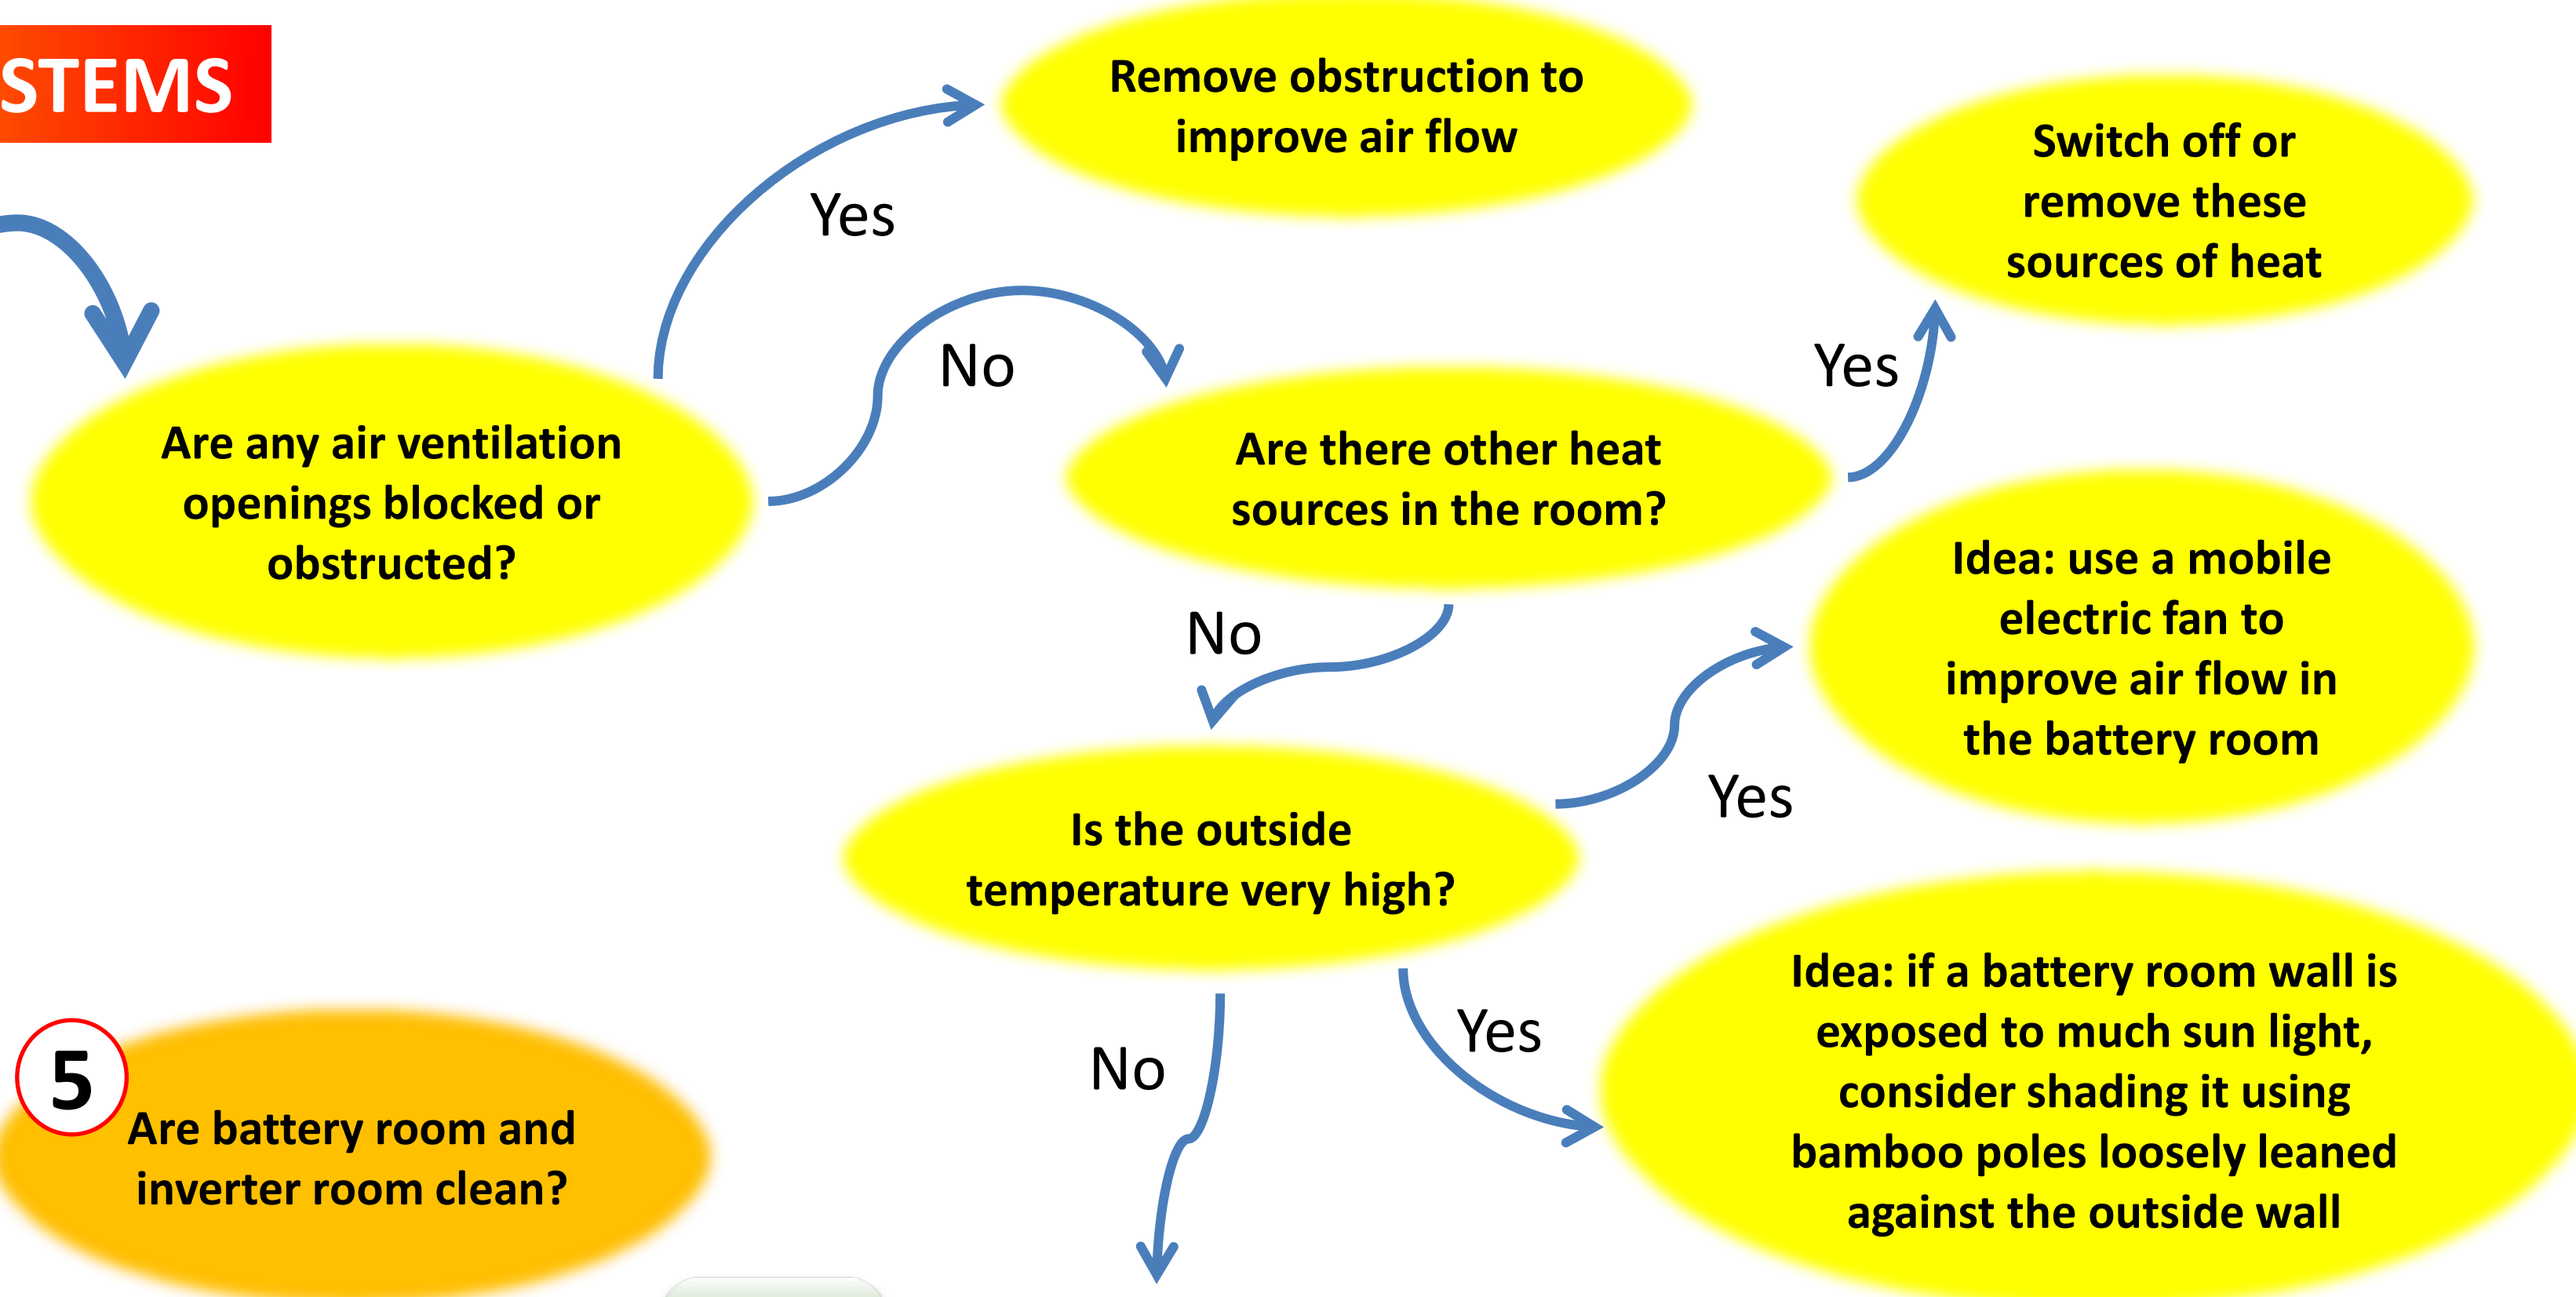 STEMS
Remove obstruction to
improve air flow
Switch off or
remove these
sources of heat
Yes
No
Yes
Are any air ventilation
openings blocked or
obstructed?
Are there other heat
sources in the room?
Idea: use a mobile
electric fan to
improve air flow in
the battery room
No
Yes
Is the outside
temperature very high?
Idea: if a battery room wall is
exposed to much sun light,
consider shading it using
bamboo poles loosely leaned
against the outside wall
Yes
No
5
Are battery room and
inverter room clean?